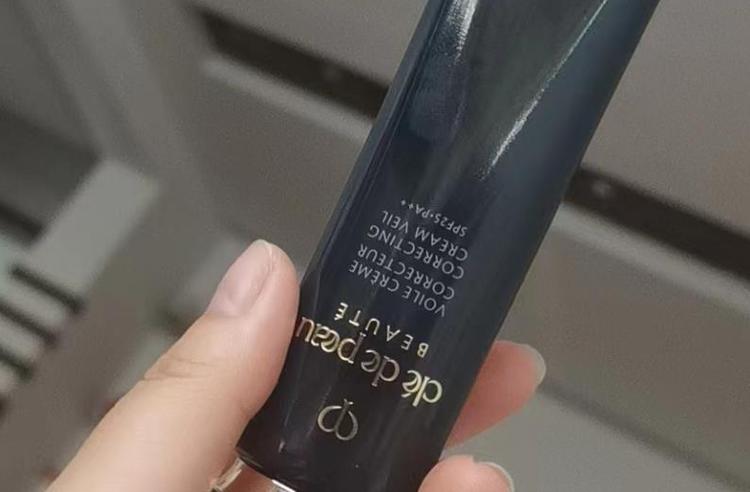 clé de peau
BEAUTÉ
VOILE CRÈME
CORRECTEUR
CORRECTING
CREAM VEIL
SPF25・PA++